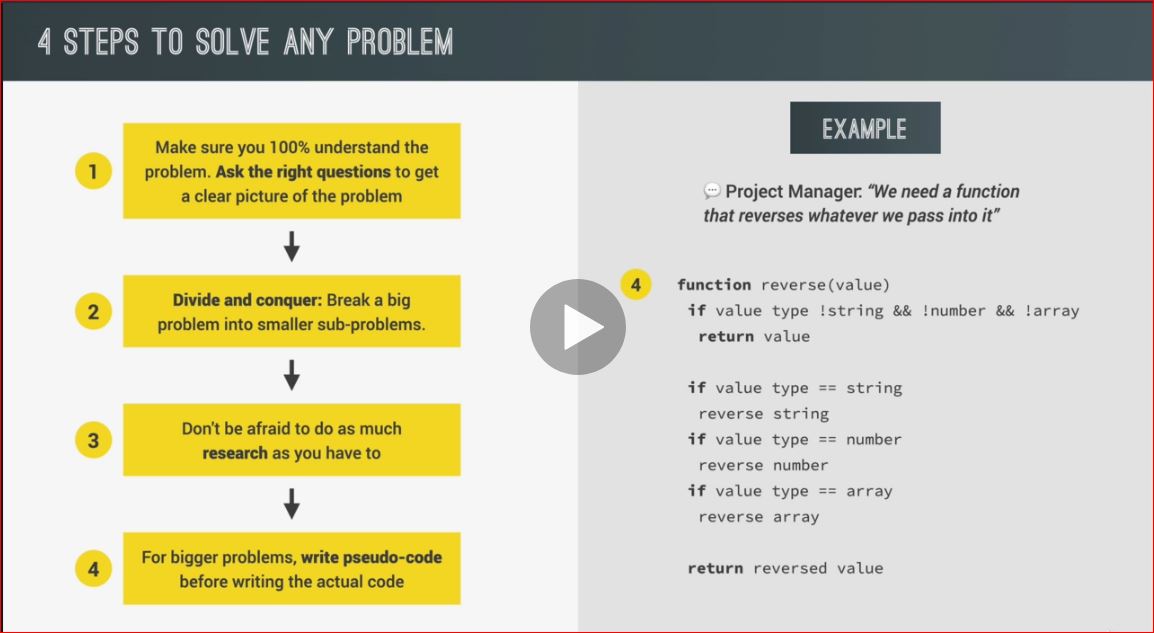 4 STEPS TO SOLVE ANY PROBLEM
1
Make sure you 100% understand the
problem. Ask the right questions to get
a clear picture of the problem
2
Divide and conquer: Break a big
problem into smaller sub-problems.
3
Don't be afraid to do as much
research as you have to
4
For bigger problems, write pseudo-code
before writing the actual code
EXAMPLE
💬 Project Manager: “We need a function
that reverses whatever we pass into it”
4
function reverse(value)
if value type !string && !number && !array
return value
if value type == string
reverse string
if value type == number
reverse number
if value type == array
reverse array
return reversed value